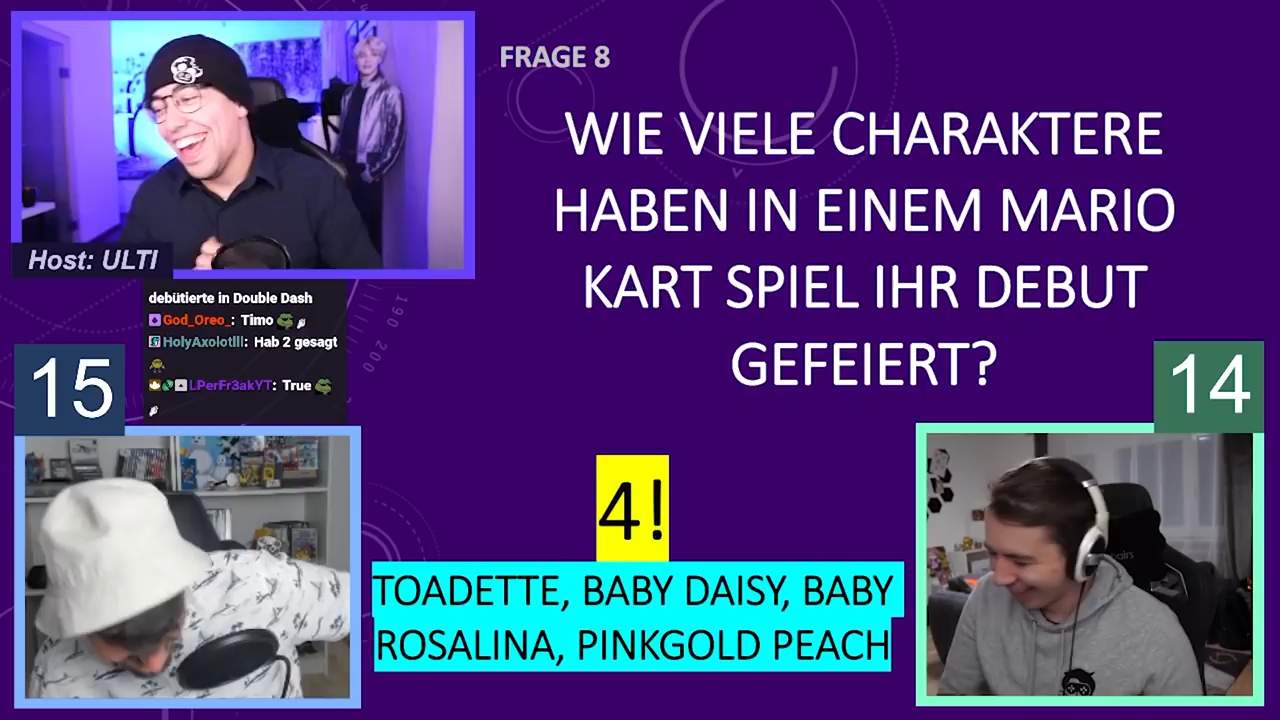 FRAGE 8
WIE VIELE CHARAKTERE
HABEN IN EINEM MARIO
KART SPIEL IHR DEBUT
GEFEIERT?
Host: ULTI
debütierte in Double Dash
God_Oreo_: Timo
HolyAxolotlll: Hab 2 gesagt
LPerFr3akYT: True
190 200
15
14
4!
TOADETTE, BABY DAISY, BABY
ROSALINA, PINKGOLD PEACH